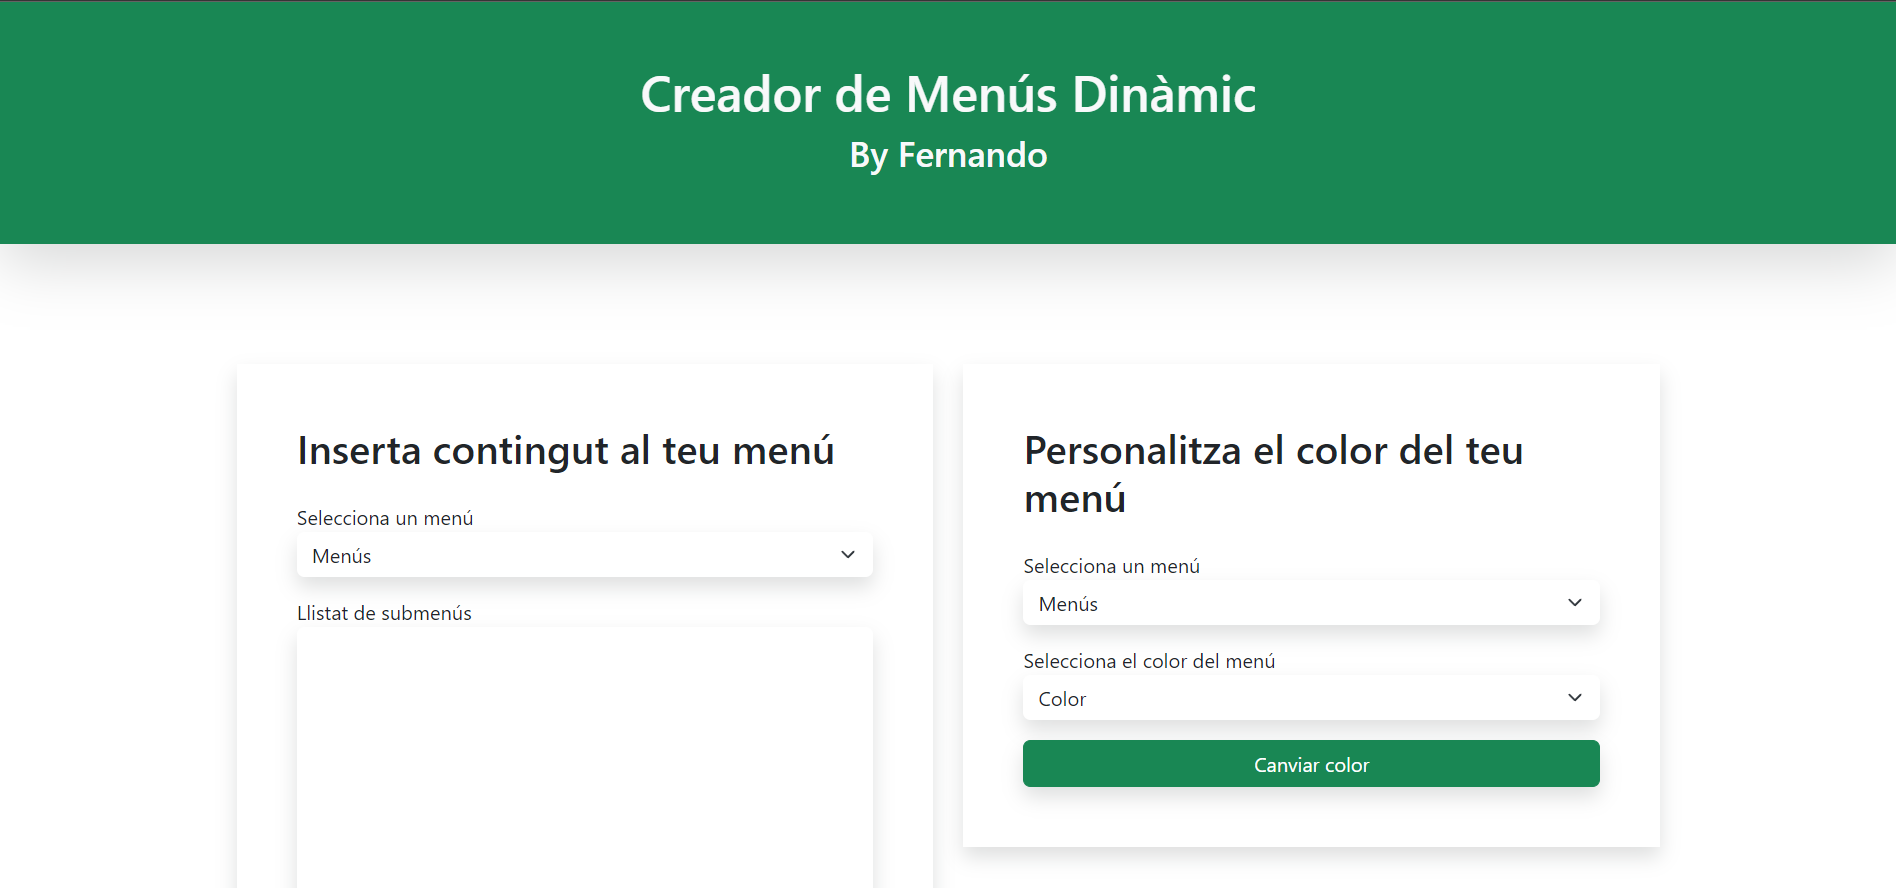 Creador de Menús Dinàmic
By Fernando
Inserta contingut al teu menú
Selecciona un menú
Menús
Llistat de submenús
Personalitza el color del teu
menú
Selecciona un menú
Menús
Selecciona el color del menú
Color
Canviar color